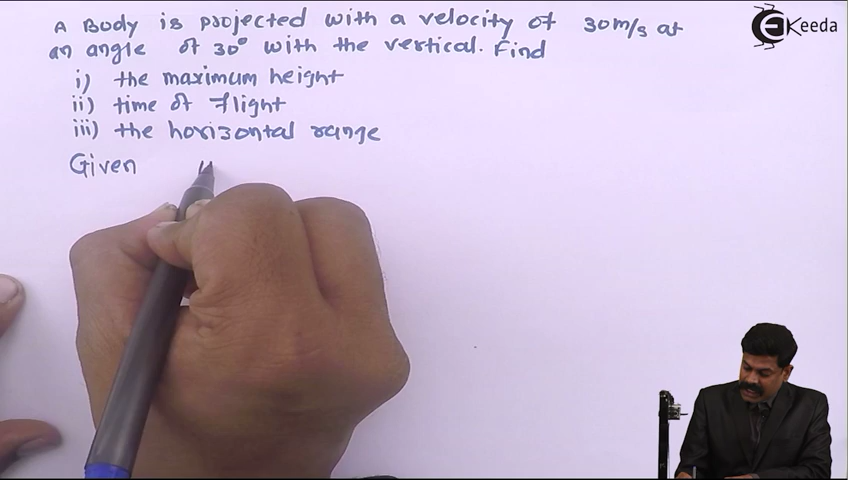 A Body is projected with a velocity of 30m/s at
an angle of 30° with the vertical. Find
i) the maximum height
ii) time of flight
iii) the horizontal range
Given u
EKeeda